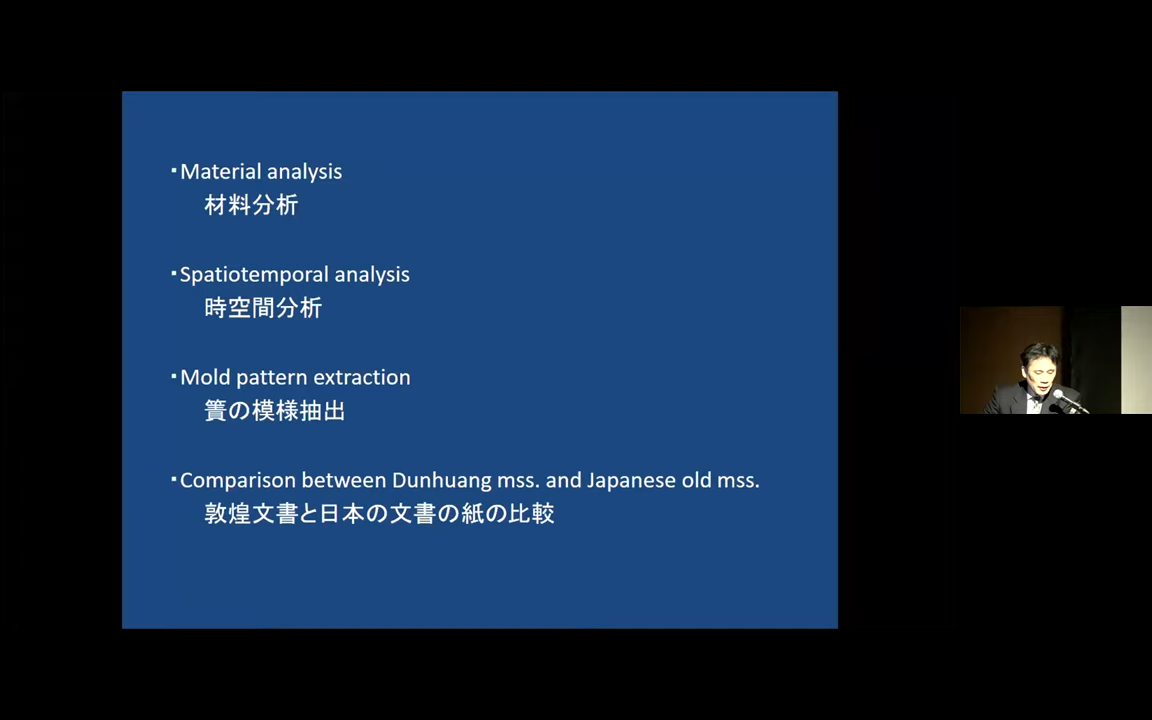 ・Material analysis
材料分析
・Spatiotemporal analysis
時空間分析
・Mold pattern extraction
簀の模様抽出
・Comparison between Dunhuang mss. and Japanese old mss.
敦煌文書と日本の文書の紙の比較